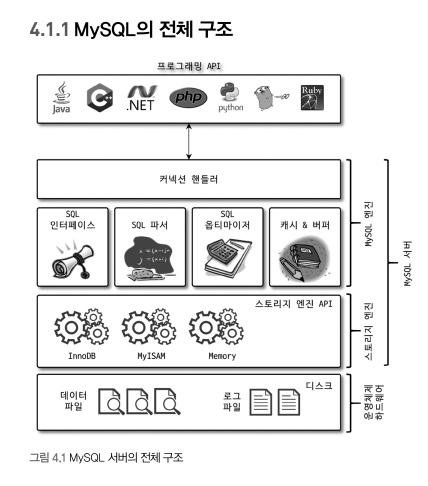 4.1.1 MySQL의 전체 구조
프로그래밍 API
Java
C++
.NET
php
python
GO
Ruby
커넥션 핸들러
SQL
인터페이스
SQL 파서
SQL
옵티마이저
캐시 & 버퍼
MySQL 엔진
MySQL 서버
스토리지 엔진 API
InnoDB
MyISAM
Memory
스토리지 엔진
디스크
데이터
파일
로그
파일
운영체제
하드웨어
그림 4.1 MySQL 서버의 전체 구조